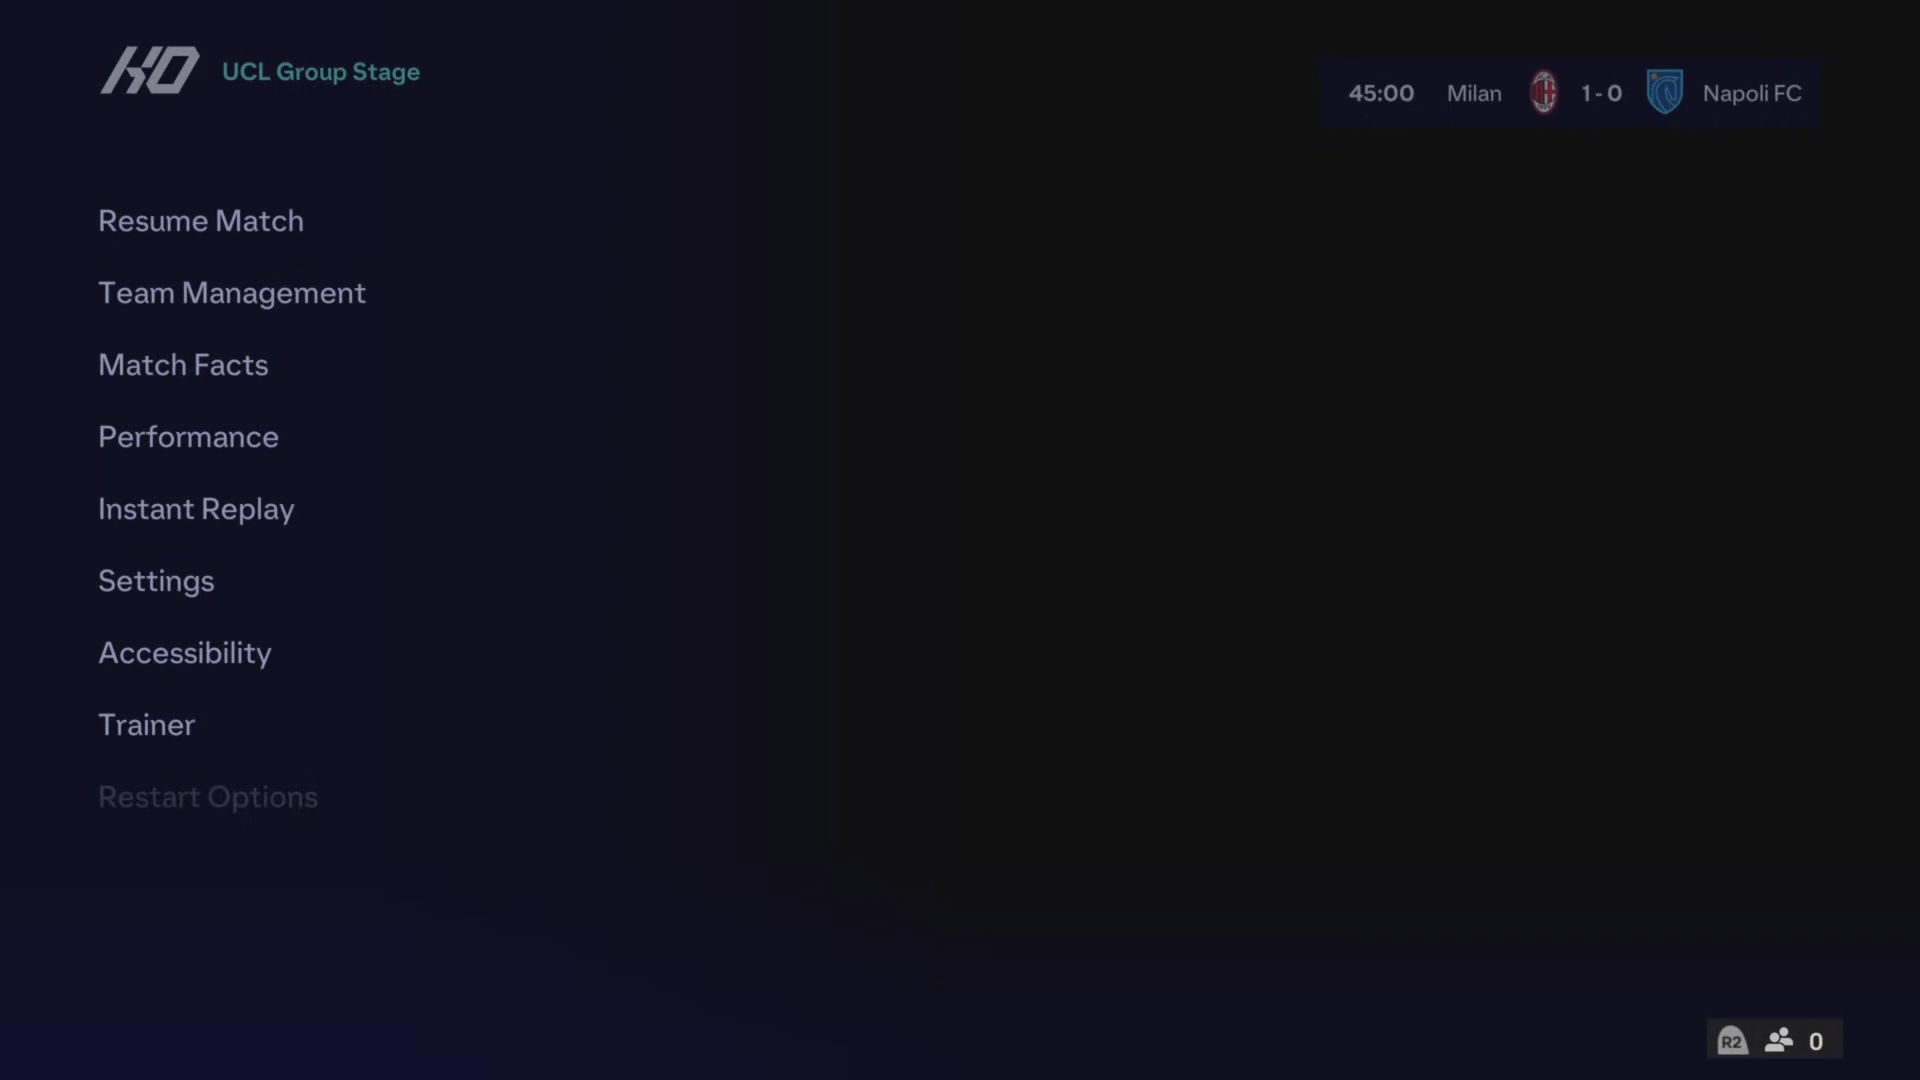 KO UCL Group Stage
45:00 Milan 1 - 0 Napoli FC
Resume Match
Team Management
Match Facts
Performance
Instant Replay
Settings
Accessibility
Trainer
Restart Options
R2 0